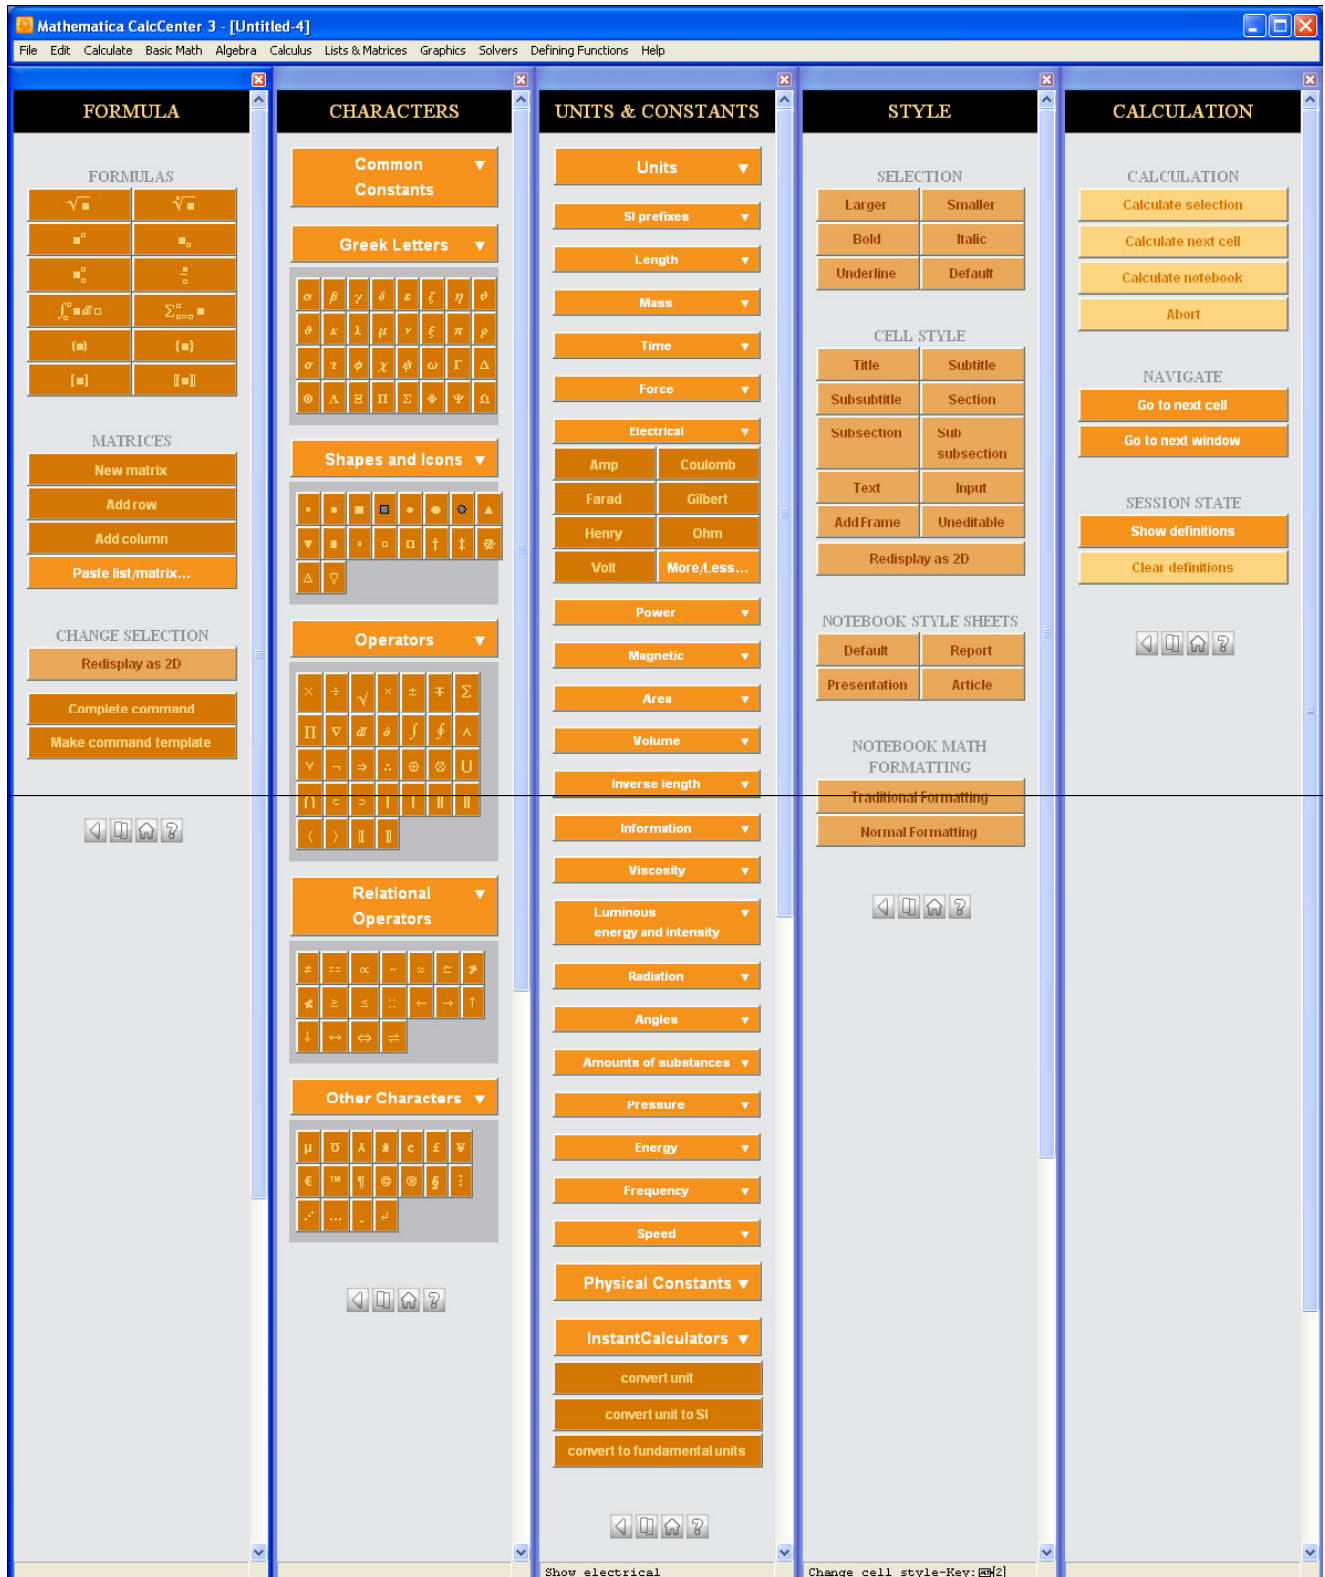 Mathematica CalcCenter 3 - [Untitled-4]
File Edit Calculate Basic Math Algebra Calculus Lists & Matrices Graphics Solvers Defining Functions Help
FORMULA
FORMULAS
MATRICES
New matrix
Add row
Add column
Paste list/matrix...
CHANGE SELECTION
Redisplay as 2D
Complete command
Make command template
CHARACTERS
Common
Constants
Greek Letters
α β γ δ ε ζ η θ
ϑ κ λ μ ν ξ π ρ
σ τ ϕ χ ψ ω Γ Δ
Θ Λ Ξ Π Σ Φ Ψ Ω
Shapes and Icons
Operators
× ÷ √ × ± ∓ Σ
∏ ∇ ⅆ ∂ ∫ ∮ ∧
∨ ¬ ⇒ ∴ ⊕ ⊗ ⋃
⋂ ⊂ ⊃ | | || ||
〈 〉 〚 〛
Relational
Operators
≠ == ∝ ~ ≈ ≃
≥ ≤ ∷ ← → ↑
↓ ↔ ⇔ ⇌
Other Characters
µ ℧ ¢ £ ¥
€ ™ ¶ © ® § ⋮
⋰ … ↵
UNITS & CONSTANTS
Units
SI prefixes
Length
Mass
Time
Force
Electrical
Amp Coulomb
Farad Gilbert
Henry Ohm
Volt More/Less...
Power
Magnetic
Area
Volume
Inverse length
Information
Viscosity
Luminous
energy and intensity
Radiation
Angles
Amounts of substances
Pressure
Energy
Frequency
Speed
Physical Constants
InstantCalculators
convert unit
convert unit to SI
convert to fundamental units
Show electrical
STYLE
SELECTION
Larger Smaller
Bold Italic
Underline Default
CELL STYLE
Title Subtitle
Subsubtitle Section
Subsection Sub
subsection
Text Input
Add Frame Uneditable
Redisplay as 2D
NOTEBOOK STYLE SHEETS
Default Report
Presentation Article
NOTEBOOK MATH
FORMATTING
Traditional Formatting
Normal Formatting
Change cell style-Key:[2]
CALCULATION
CALCULATION
Calculate selection
Calculate next cell
Calculate notebook
Abort
NAVIGATE
Go to next cell
Go to next window
SESSION STATE
Show definitions
Clear definitions